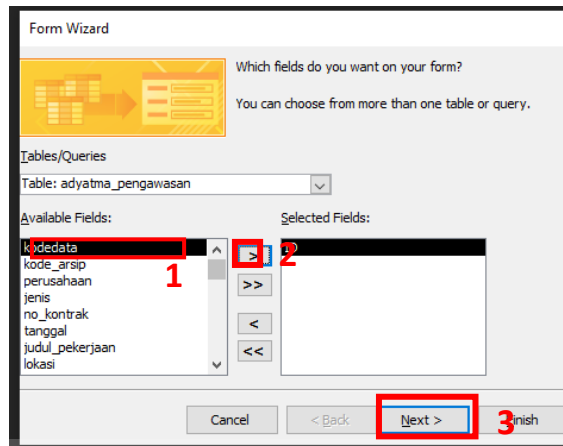 Form Wizard
Which fields do you want on your form?
You can choose from more than one table or query.
Tables/Queries
Table: adyatma_pengawasan
Available Fields:
Selected Fields:
kodedata
kode_arsip
perusahaan
jenis
no_kontrak
tanggal
judul_pekerjaan
lokasi
1
>
2
>>
<
<<
Cancel
< Back
Next >
3